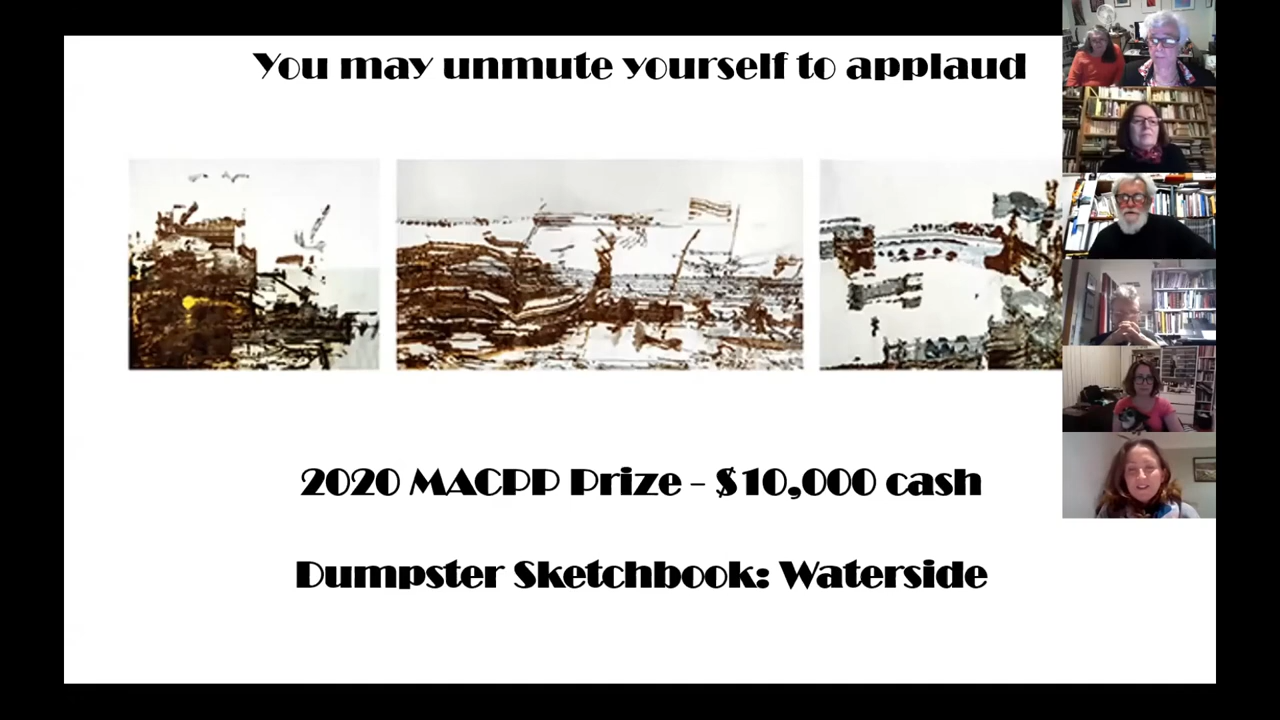 You may unmute yourself to applaud
2020 MACPP Prize - $10,000 cash
Dumpster Sketchbook: Waterside